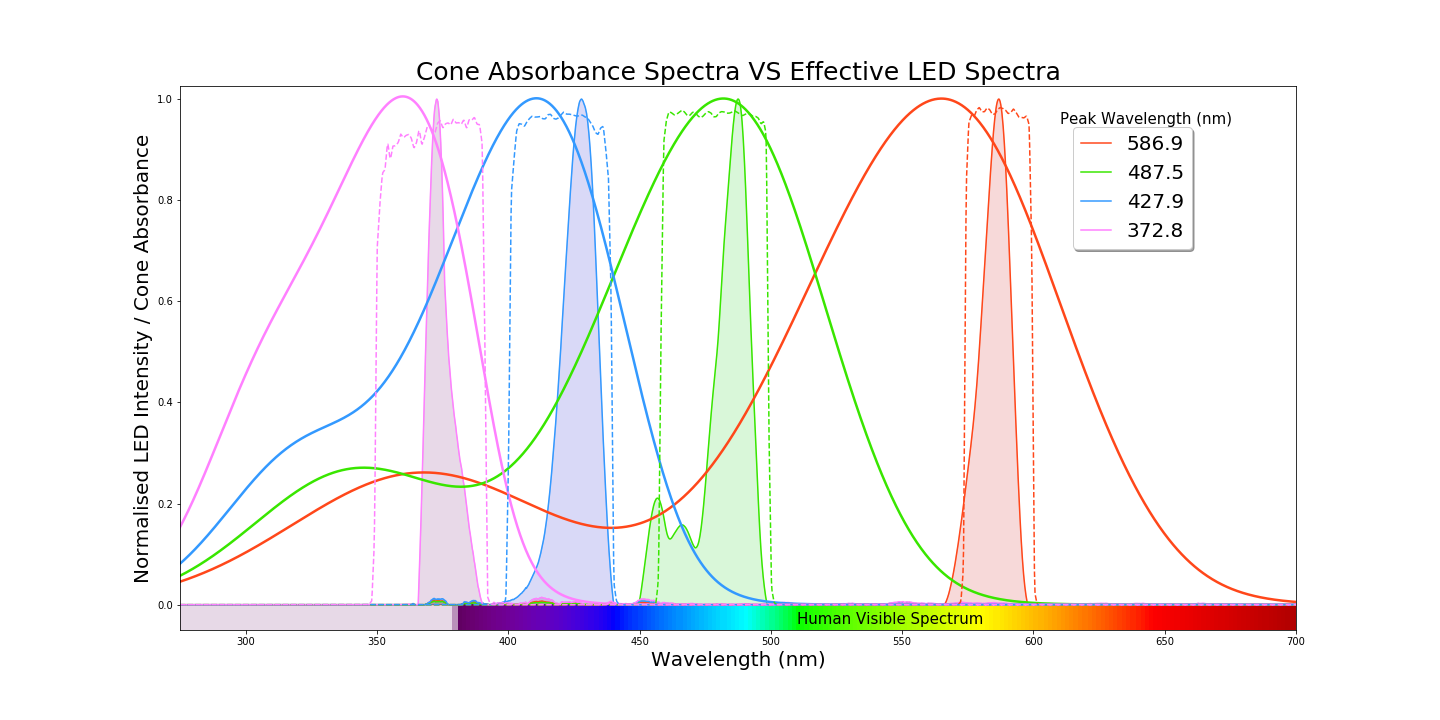 Cone Absorbance Spectra VS Effective LED Spectra
Normalised LED Intensity / Cone Absorbance
1.0
0.8
0.6
0.4
0.2
0.0
Peak Wavelength (nm)
586.9
487.5
427.9
372.8
Human Visible Spectrum
300 350 400 450 500 550 600 650 700
Wavelength (nm)